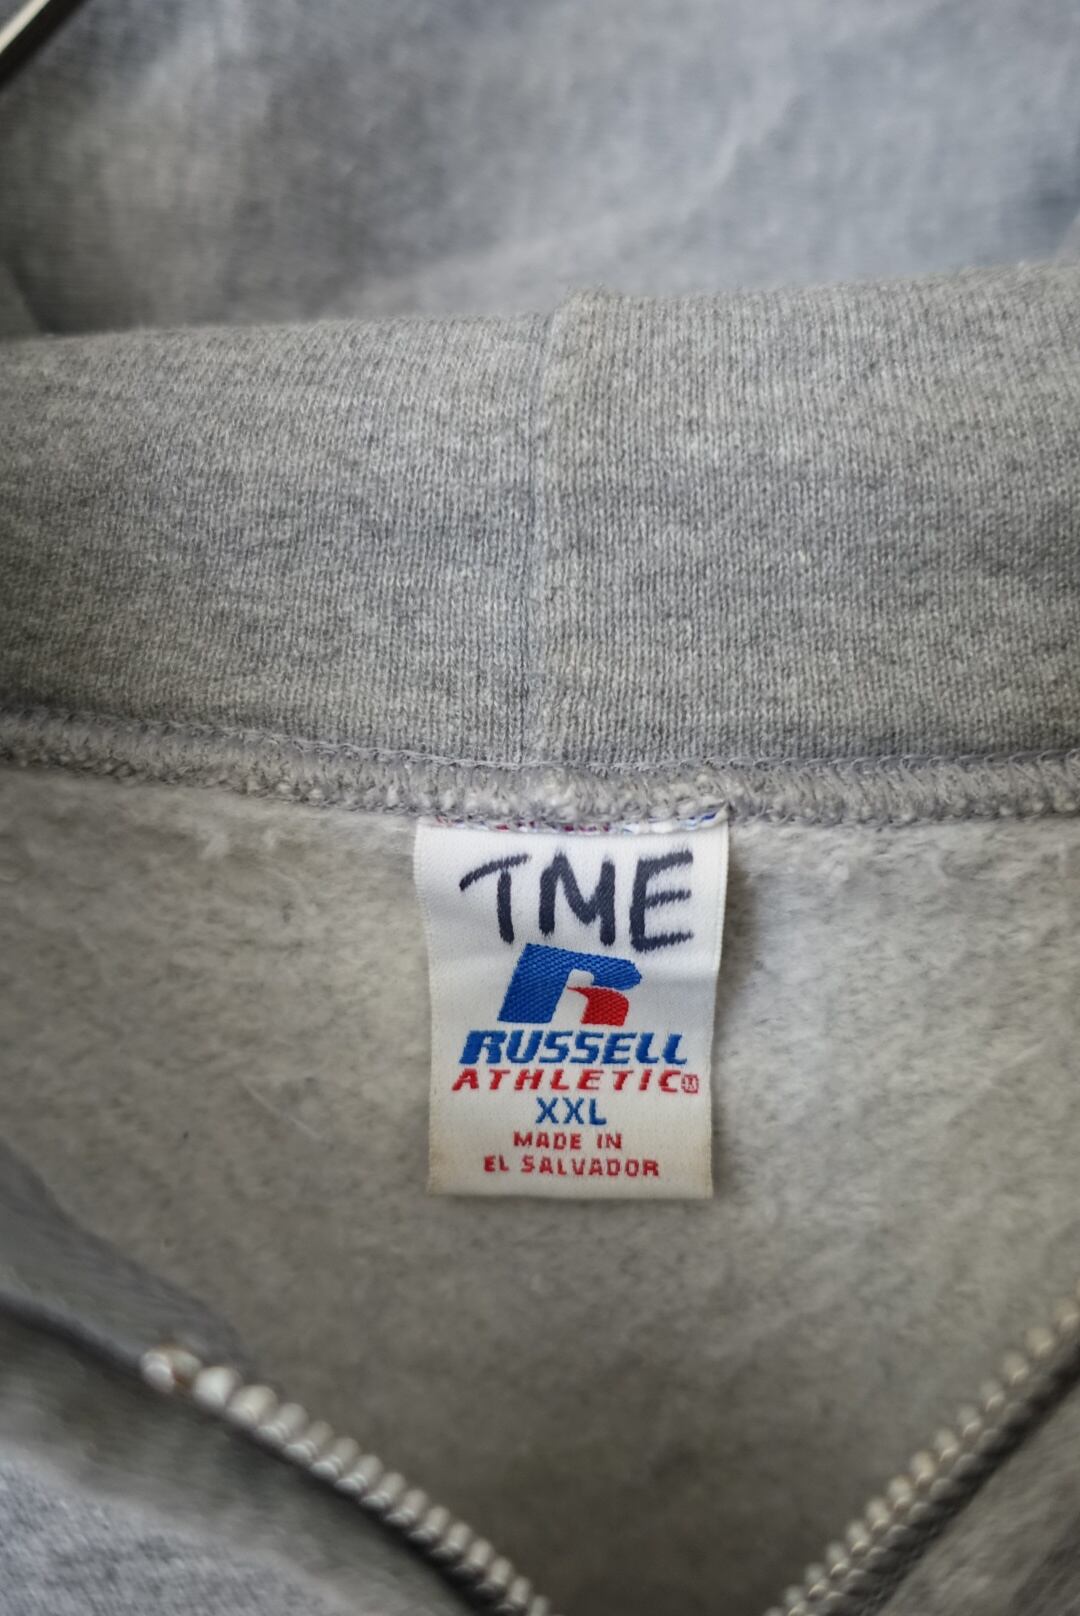 TME
R
RUSSELL
ATHLETIC
XXL
MADE IN
EL SALVADOR